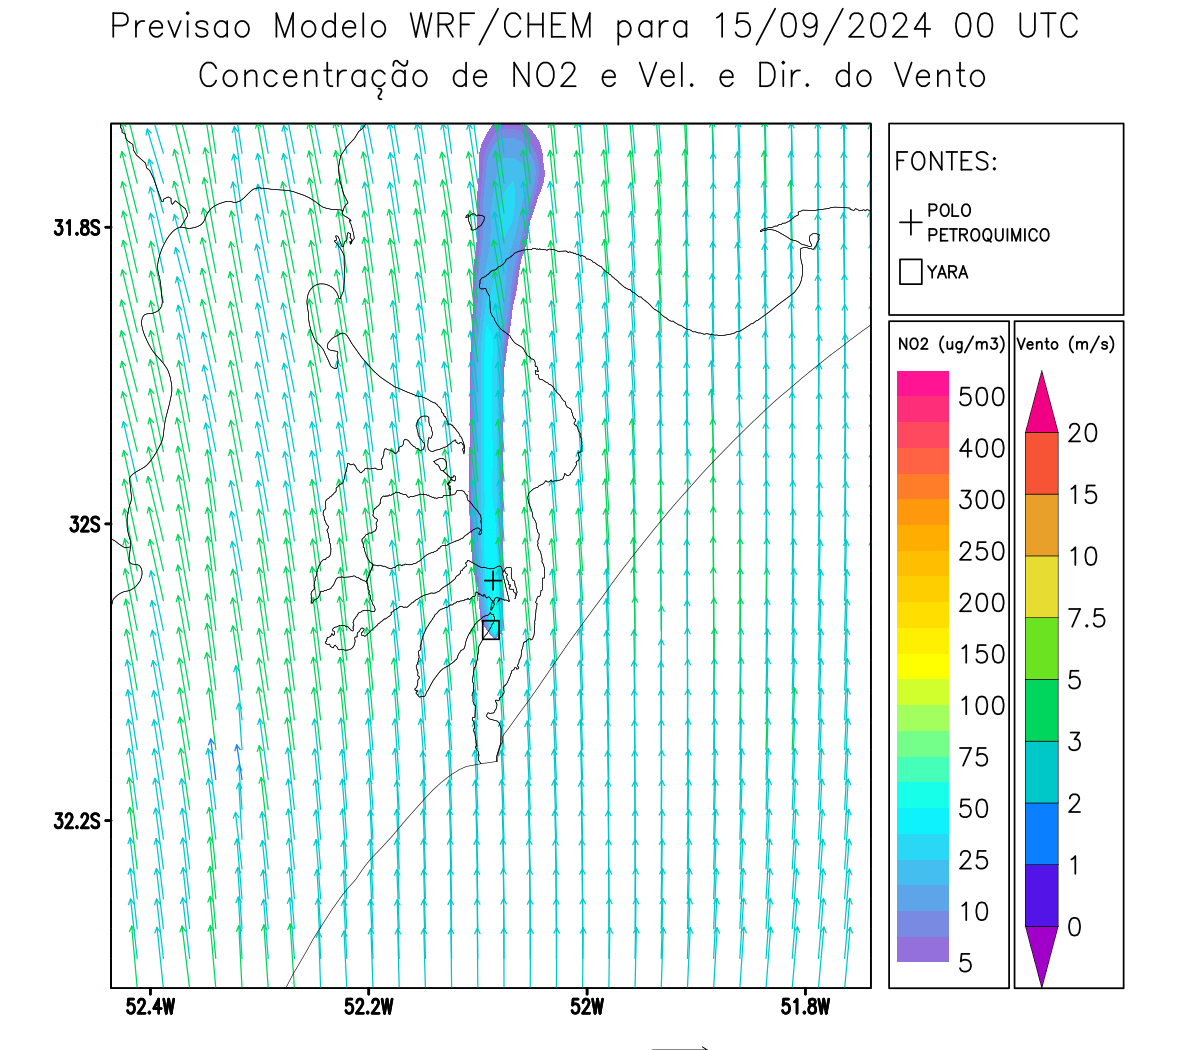 Previsao Modelo WRF/CHEM para 15/09/2024 00 UTC
Concentração de NO2 e Vel. e Dir. do Vento
FONTES:
POLO
PETROQUIMICO
YARA
NO2 (ug/m3)
500
400
300
250
200
150
100
75
50
25
10
5
Vento (m/s)
20
15
10
7.5
5
3
2
1
0
31.8S
32S
32.2S
52.4W
52.2W
52W
51.8W